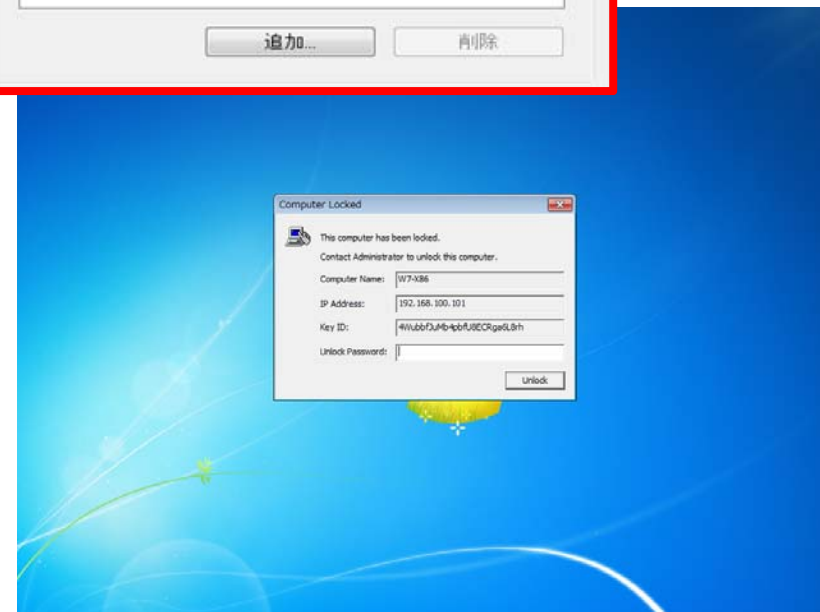 追加...
削除
Computer Locked
This computer has been locked.
Contact Administrator to unlock this computer.
Computer Name: W7-X86
IP Address: 192.168.100.101
Key ID:
Unlock Password:
Unlock